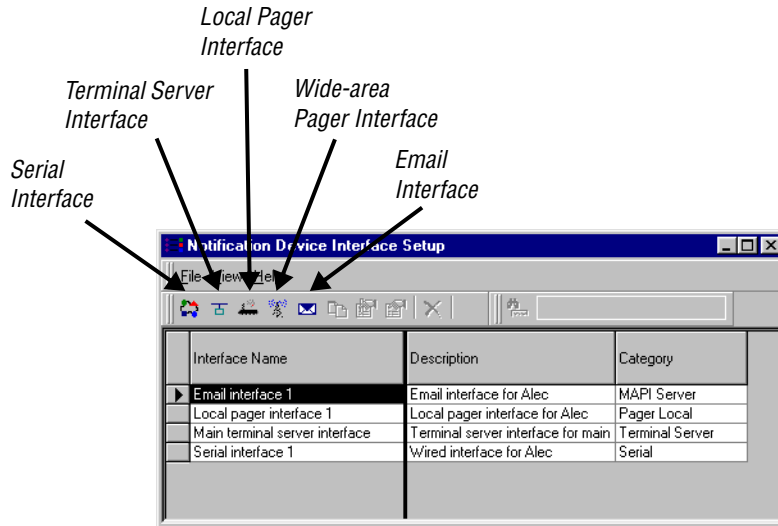 Local Pager
Interface
Terminal Server
Interface
Wide-area
Pager Interface
Serial
Interface
Email
Interface
Notification Device Interface Setup
File View Help
Interface Name Description Category
Email interface 1 Email interface for Alec MAPI Server
Local pager interface 1 Local pager interface for Alec Pager Local
Main terminal server interface Terminal server interface for main Terminal Server
Serial interface 1 Wired interface for Alec Serial